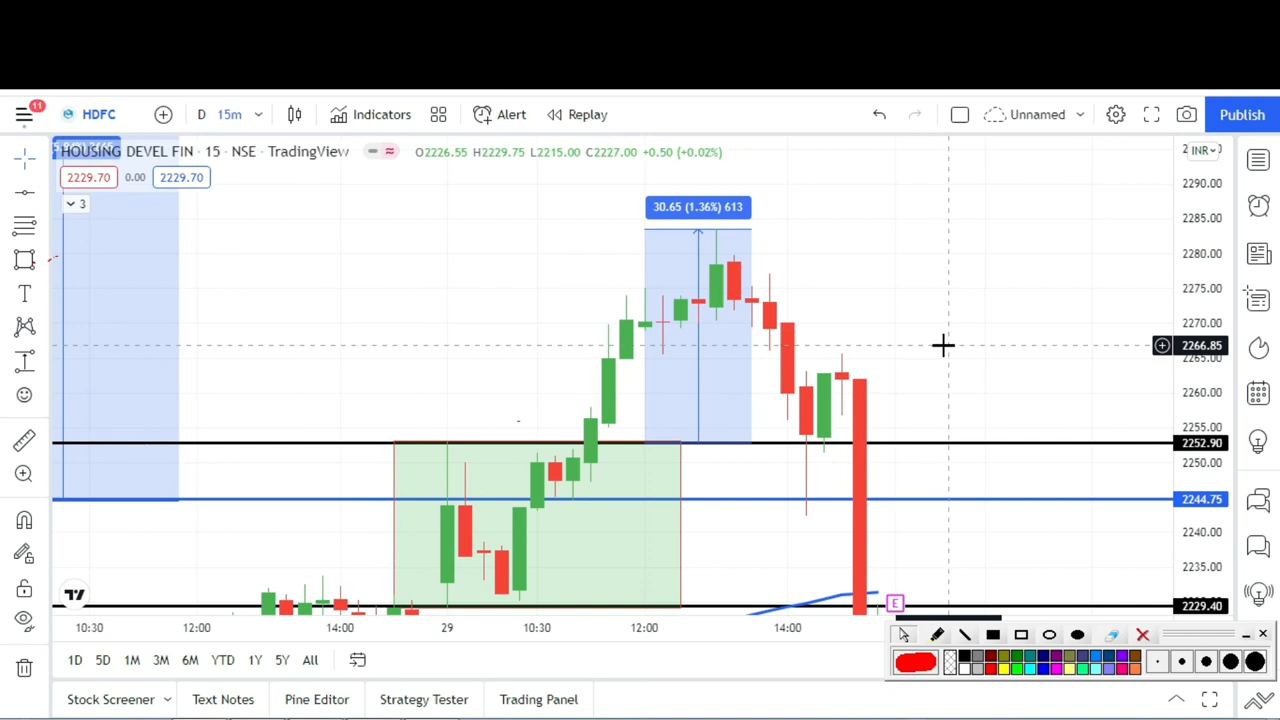 11
HDFC
D 15m
Indicators
Alert
Replay
Unnamed
Publish
HOUSING DEVEL FIN · 15 · NSE · TradingView
O2226.55 H2229.75 L2215.00 C2227.00 +0.50 (+0.02%)
INR
2229.70 0.00 2229.70
3
30.65 (1.36%) 613
2290.00
2285.00
2280.00
2275.00
2270.00
2266.85
2265.00
2260.00
2255.00
2252.90
2250.00
2244.75
2240.00
2235.00
2229.40
E
10:30 12:00 14:00 29 10:30 12:00 14:00
1D 5D 1M 3M 6M YTD 1Y 5Y All
Stock Screener Text Notes Pine Editor Strategy Tester Trading Panel